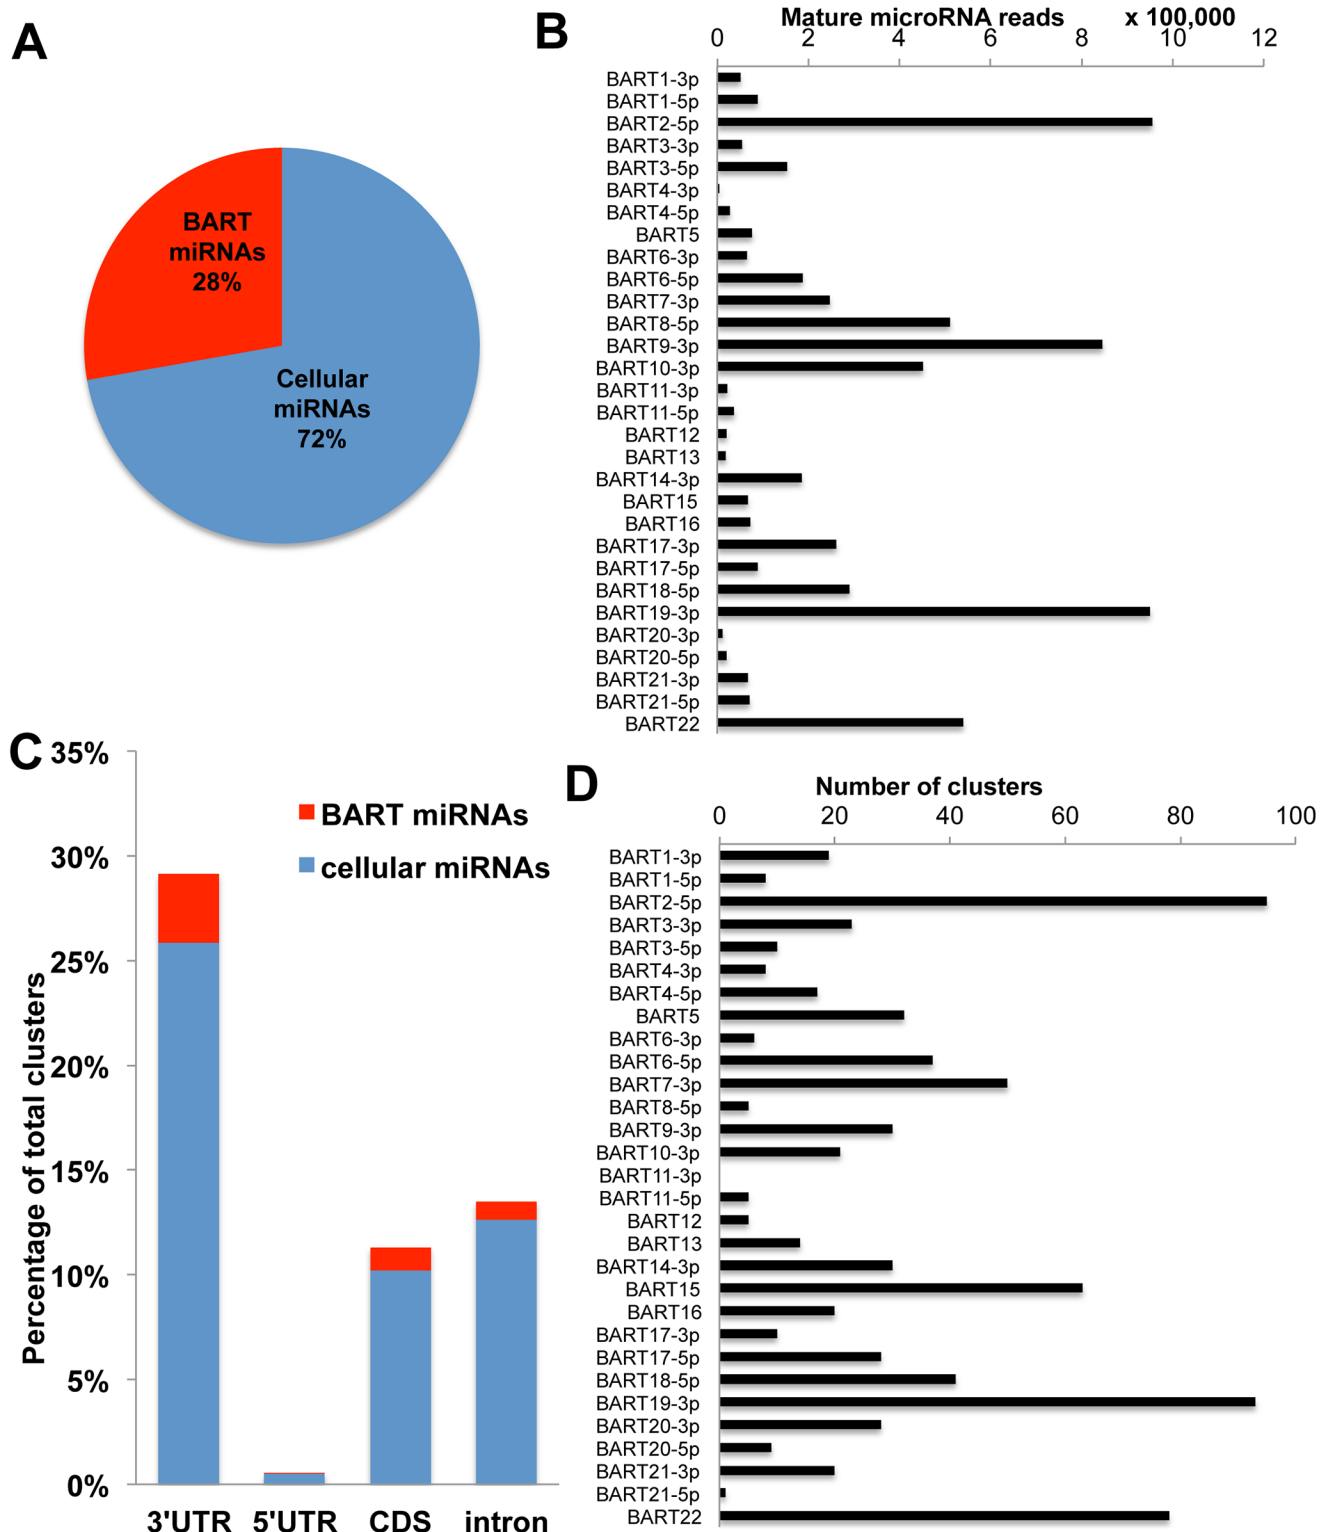 A
BART
miRNAs
28%
Cellular
miRNAs
72%
B
Mature microRNA reads x 100,000
0 2 4 6 8 10 12
BART1-3p
BART1-5p
BART2-5p
BART3-3p
BART3-5p
BART4-3p
BART4-5p
BART5
BART6-3p
BART6-5p
BART7-3p
BART8-5p
BART9-3p
BART10-3p
BART11-3p
BART11-5p
BART12
BART13
BART14-3p
BART15
BART16
BART17-3p
BART17-5p
BART18-5p
BART19-3p
BART20-3p
BART20-5p
BART21-3p
BART21-5p
BART22
C
Percentage of total clusters
35%
30%
25%
20%
15%
10%
5%
0%
BART miRNAs
cellular miRNAs
3'UTR 5'UTR CDS intron
D
Number of clusters
0 20 40 60 80 100
BART1-3p
BART1-5p
BART2-5p
BART3-3p
BART3-5p
BART4-3p
BART4-5p
BART5
BART6-3p
BART6-5p
BART7-3p
BART8-5p
BART9-3p
BART10-3p
BART11-3p
BART11-5p
BART12
BART13
BART14-3p
BART15
BART16
BART17-3p
BART17-5p
BART18-5p
BART19-3p
BART20-3p
BART20-5p
BART21-3p
BART21-5p
BART22